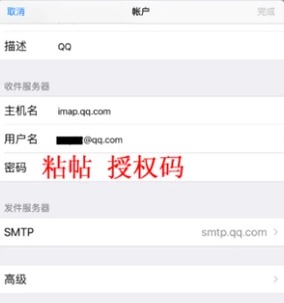 取消 帐户 完成
描述 QQ
收件服务器
主机名 imap.qq.com
用户名 @qq.com
密码 粘帖 授权码
发件服务器
SMTP smtp.qq.com >
高级 >